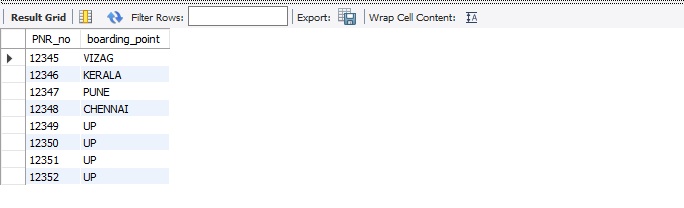 Result Grid Filter Rows: Export: Wrap Cell Content: IA
PNR_no boarding_point
12345 VIZAG
12346 KERALA
12347 PUNE
12348 CHENNAI
12349 UP
12350 UP
12351 UP
12352 UP